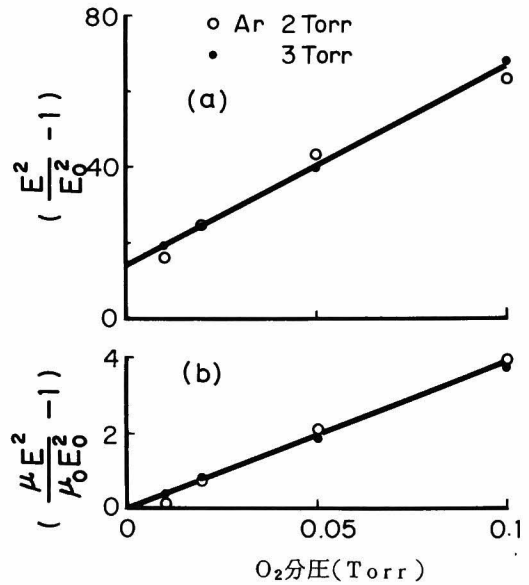 80
○ Ar 2 Torr
• 3 Torr
(a)
(E²/E₀² − 1)
40
0
4
(b)
(μE²/μ₀E₀² − 1)
2
0
0 0.05 0.1
O₂分圧(Torr)